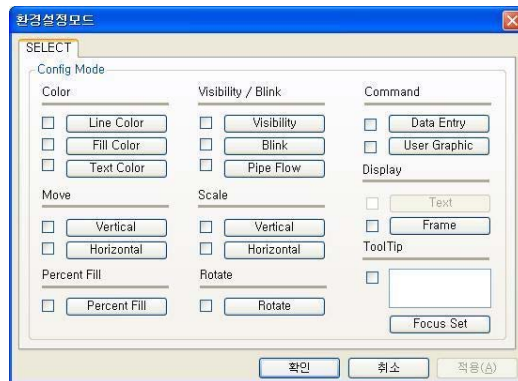 환경설정모드
SELECT
Config Mode
Color
Line Color
Fill Color
Text Color
Move
Vertical
Horizontal
Percent Fill
Percent Fill
Visibility / Blink
Visibility
Blink
Pipe Flow
Scale
Vertical
Horizontal
Rotate
Rotate
Command
Data Entry
User Graphic
Display
Text
Frame
ToolTip
Focus Set
확인
취소
적용(A)